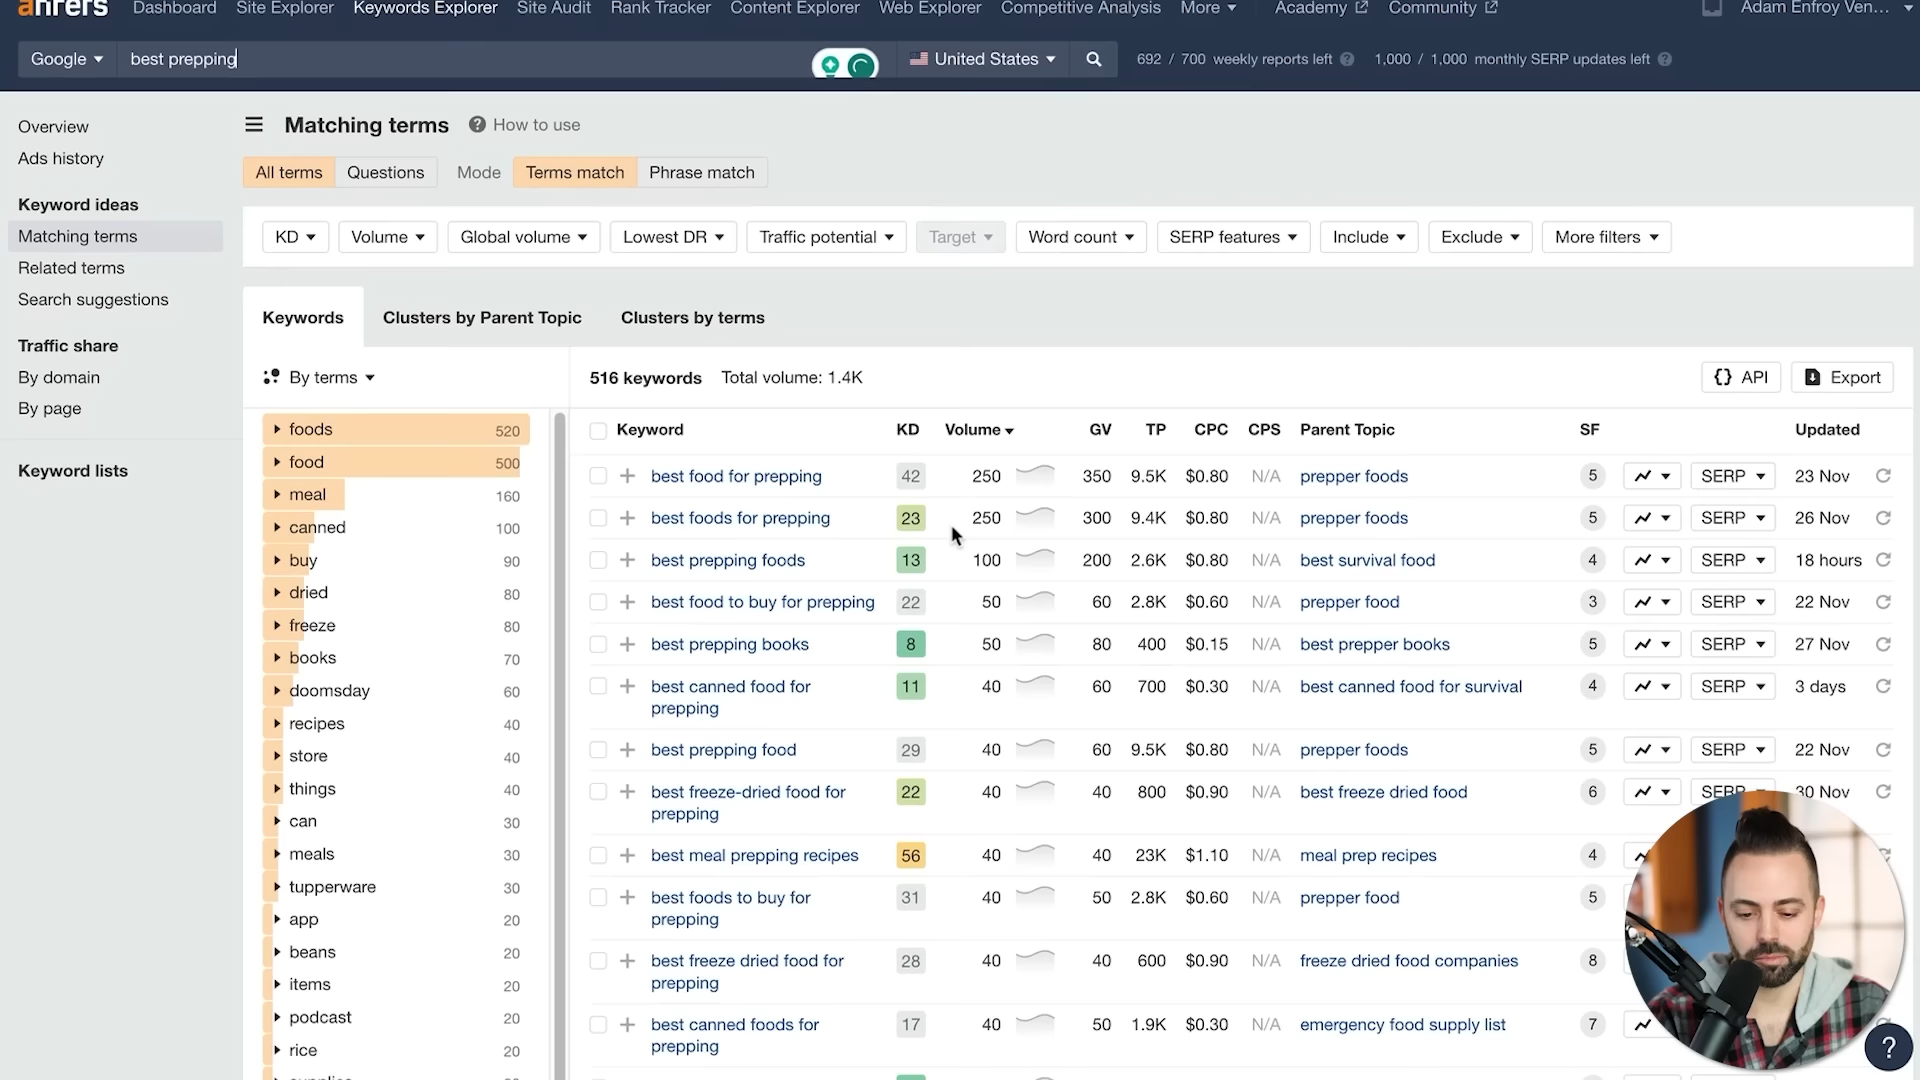 ahrefs Dashboard Site Explorer Keywords Explorer Site Audit Rank Tracker Content Explorer Web Explorer Competitive Analysis More Academy Community Adam Enfroy Ven...
Google best prepping United States 692 / 700 weekly reports left 1,000 / 1,000 monthly SERP updates left
Overview
Ads history
Keyword ideas
Matching terms
Related terms
Search suggestions
Traffic share
By domain
By page
Keyword lists
Matching terms How to use
All terms Questions Mode Terms match Phrase match
KD Volume Global volume Lowest DR Traffic potential Target Word count SERP features Include Exclude More filters
Keywords Clusters by Parent Topic Clusters by terms
By terms
foods 520
food 500
meal 160
canned 100
buy 90
dried 80
freeze 80
books 70
doomsday 60
recipes 40
store 40
things 40
can 30
meals 30
tupperware 30
app 20
beans 20
items 20
podcast 20
rice 20
516 keywords Total volume: 1.4K API Export
Keyword KD Volume GV TP CPC CPS Parent Topic SF Updated
best food for prepping 42 250 350 9.5K $0.80 N/A prepper foods 5 SERP 23 Nov
best foods for prepping 23 250 300 9.4K $0.80 N/A prepper foods 5 SERP 26 Nov
best prepping foods 13 100 200 2.6K $0.80 N/A best survival food 4 SERP 18 hours
best food to buy for prepping 22 50 60 2.8K $0.60 N/A prepper food 3 SERP 22 Nov
best prepping books 8 50 80 400 $0.15 N/A best prepper books 5 SERP 27 Nov
best canned food for 11 40 60 700 $0.30 N/A best canned food for survival 4 SERP 3 days
prepping
best prepping food 29 40 60 9.5K $0.80 N/A prepper foods 5 SERP 22 Nov
best freeze-dried food for 22 40 40 800 $0.90 N/A best freeze dried food 6 SERP 30 Nov
prepping
best meal prepping recipes 56 40 40 23K $1.10 N/A meal prep recipes 4
best foods to buy for 31 40 50 2.8K $0.60 N/A prepper food 5
prepping
best freeze dried food for 28 40 40 600 $0.90 N/A freeze dried food companies 8
prepping
best canned foods for 17 40 50 1.9K $0.30 N/A emergency food supply list 7
prepping